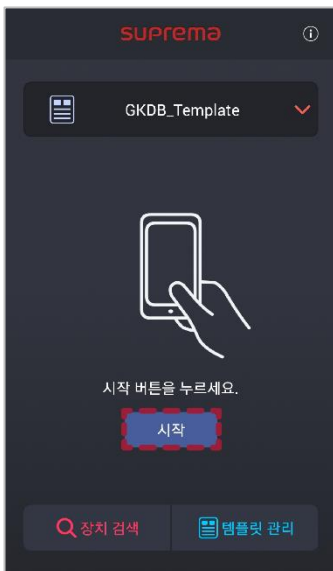 suprema
GKDB_Template
시작 버튼을 누르세요.
시작
장치 검색
템플릿 관리